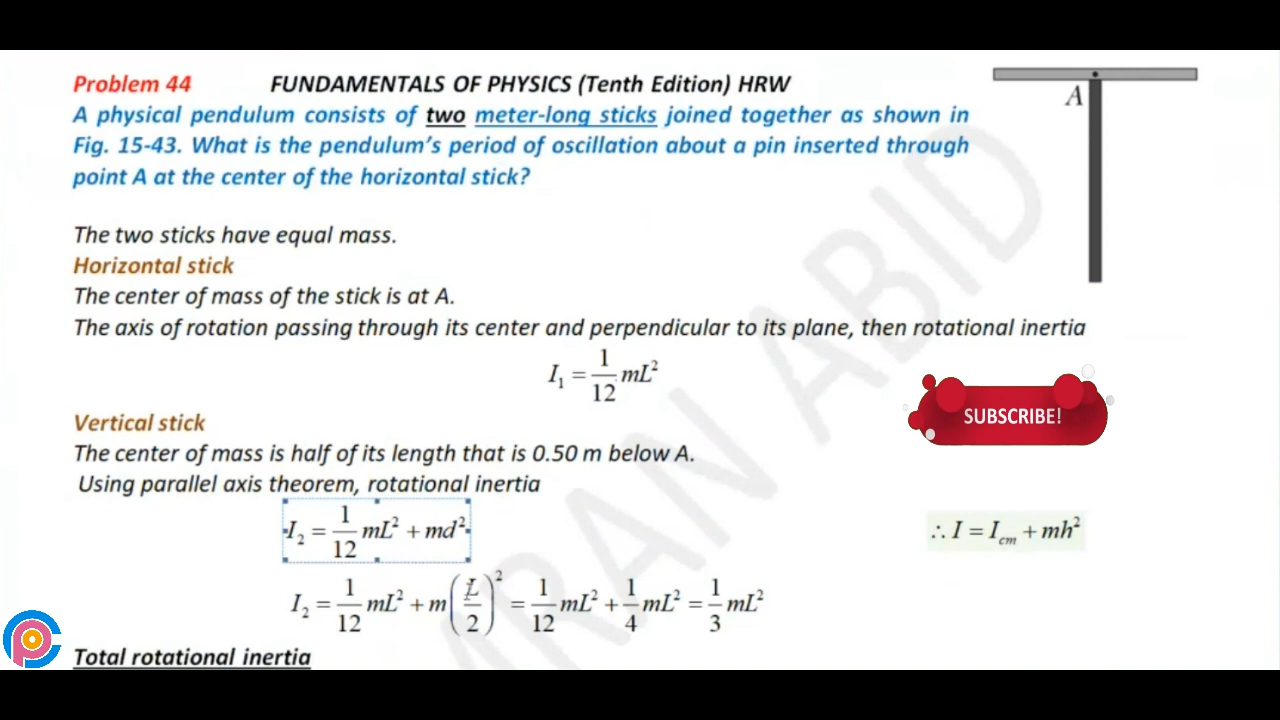 Problem 44 FUNDAMENTALS OF PHYSICS (Tenth Edition) HRW
A physical pendulum consists of two meter-long sticks joined together as shown in
Fig. 15-43. What is the pendulum's period of oscillation about a pin inserted through
point A at the center of the horizontal stick?
A
The two sticks have equal mass.
Horizontal stick
The center of mass of the stick is at A.
The axis of rotation passing through its center and perpendicular to its plane, then rotational inertia
I₁ = 1/12 mL²
SUBSCRIBE!
Vertical stick
The center of mass is half of its length that is 0.50 m below A.
Using parallel axis theorem, rotational inertia
I₂ = 1/12 mL² + md²
∴ I = I_cm + mh²
I₂ = 1/12 mL² + m(L/2)² = 1/12 mL² + 1/4 mL² = 1/3 mL²
Total rotational inertia
RAN ABID